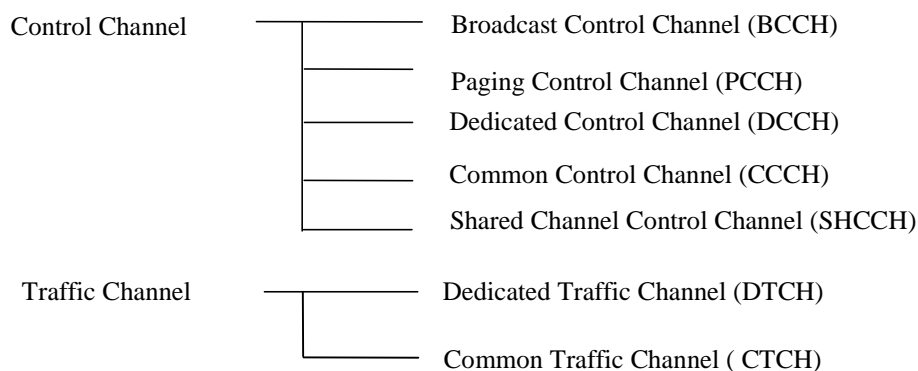 Control Channel Broadcast Control Channel (BCCH)
Paging Control Channel (PCCH)
Dedicated Control Channel (DCCH)
Common Control Channel (CCCH)
Shared Channel Control Channel (SHCCH)
Traffic Channel Dedicated Traffic Channel (DTCH)
Common Traffic Channel ( CTCH)